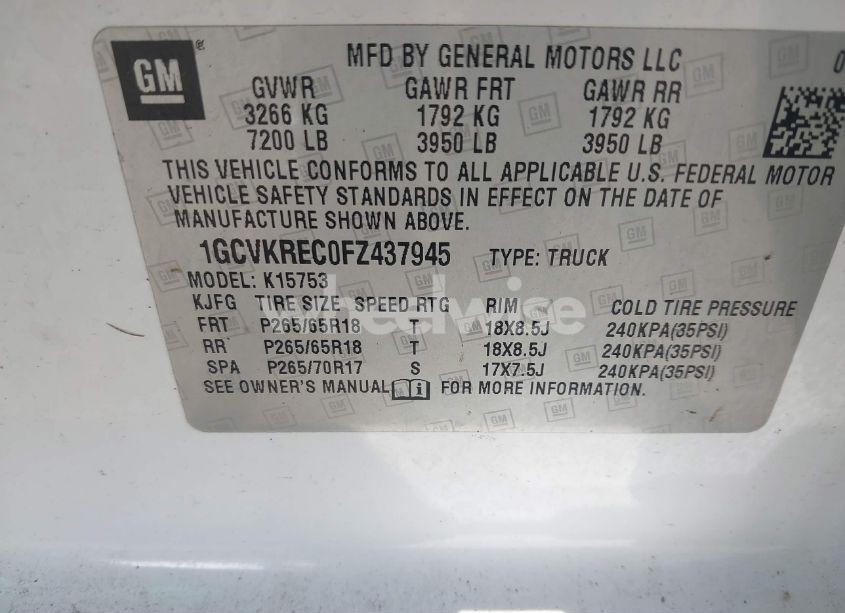 GM
MFD BY GENERAL MOTORS LLC 0
GVWR GAWR FRT GAWR RR
3266 KG 1792 KG 1792 KG
7200 LB 3950 LB 3950 LB
THIS VEHICLE CONFORMS TO ALL APPLICABLE U.S. FEDERAL MOTOR
VEHICLE SAFETY STANDARDS IN EFFECT ON THE DATE OF
MANUFACTURE SHOWN ABOVE.
1GCVKREC0FZ437945 TYPE: TRUCK
MODEL: K15753
KJFG TIRE SIZE SPEED RTG RIM COLD TIRE PRESSURE
FRT P265/65R18 T 18X8.5J 240KPA(35PSI)
RR P265/65R18 T 18X8.5J 240KPA(35PSI)
SPA P265/70R17 S 17X7.5J 240KPA(35PSI)
SEE OWNER'S MANUAL FOR MORE INFORMATION.
wheelwise